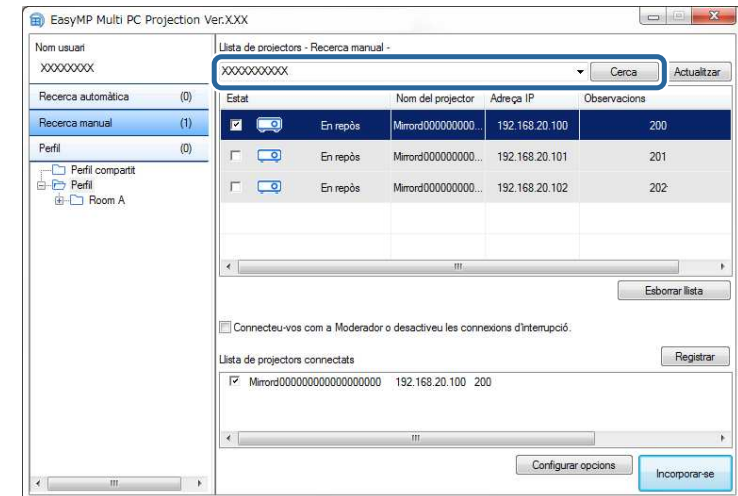 EasyMP Multi PC Projection Ver.X.XX
Nom usuari
XXXXXXXX
Recerca automàtica (0)
Recerca manual (1)
Perfil (0)
Perfil compartit
Perfil
Room A
Llista de projectors - Recerca manual -
XXXXXXXXXX Cerca Actualitzar
Estat Nom del projector Adreça IP Observacions
En repòs Mirrord000000000... 192.168.20.100 200
En repòs Mirrord000000000... 192.168.20.101 201
En repòs Mirrord000000000... 192.168.20.102 202
Esborrar llista
Connecteu-vos com a Moderador o desactiveu les connexions d'interrupció.
Llista de projectors connectats Registrar
Mirrord000000000000000000 192.168.20.100 200
Configurar opcions Incorporar-se